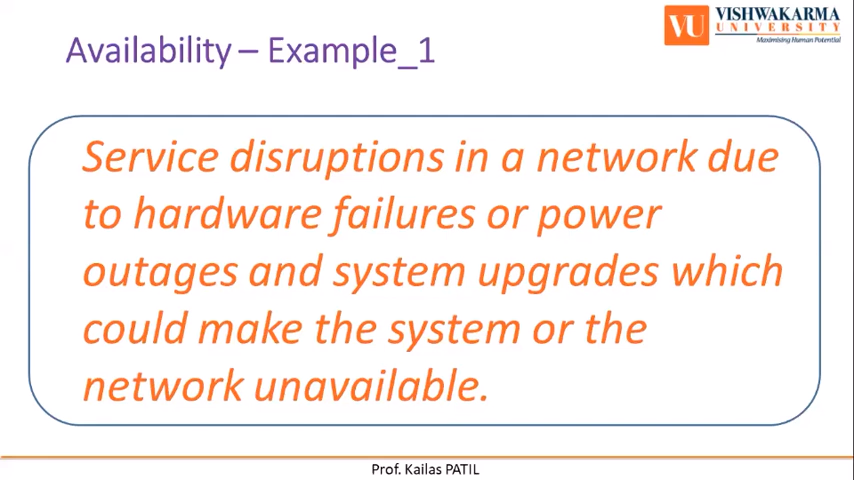 Availability – Example_1
VU
VISHWAKARMA
UNIVERSITY
Maximising Human Potential
Service disruptions in a network due
to hardware failures or power
outages and system upgrades which
could make the system or the
network unavailable.
Prof. Kailas PATIL